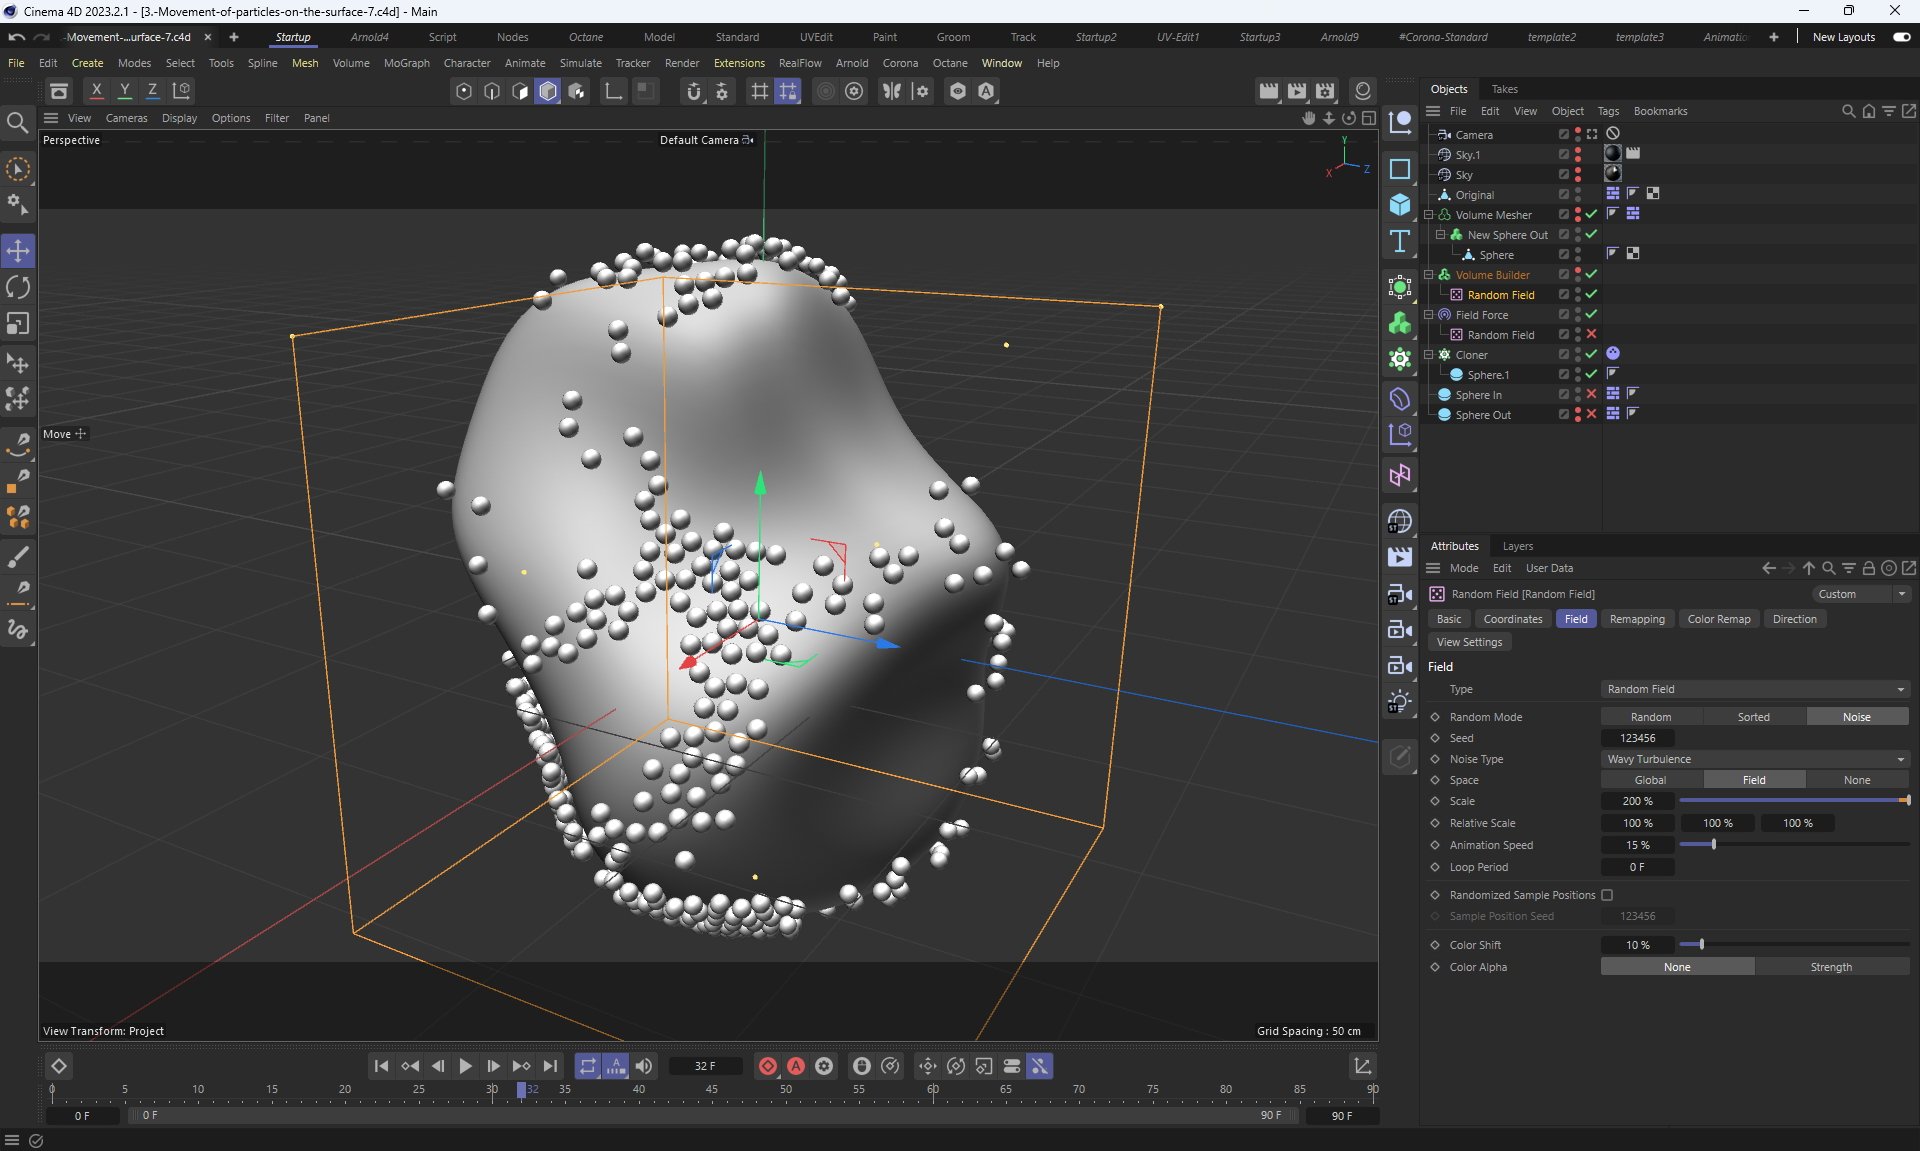 Cinema 4D 2023.2.1 - [3.-Movement-of-particles-on-the-surface-7.c4d] - Main
-Movement-...urface-7.c4d × + Startup Arnold4 Script Nodes Octane Model Standard UVEdit Paint Groom Track Startup2 UV-Edit1 Startup3 Arnold9 #Corona-Standard template2 template3 Animatio + New Layouts
File Edit Create Modes Select Tools Spline Mesh Volume MoGraph Character Animate Simulate Tracker Render Extensions RealFlow Arnold Corona Octane Window Help
X Y Z
View Cameras Display Options Filter Panel
Perspective
Default Camera
Y
X
Z
Move
View Transform: Project
Grid Spacing : 50 cm
Objects Takes
File Edit View Object Tags Bookmarks
Camera
Sky.1
Sky
Original
Volume Mesher
New Sphere Out
Sphere
Volume Builder
Random Field
Field Force
Random Field
Cloner
Sphere.1
Sphere In
Sphere Out
ST
ST
ST
Attributes Layers
Mode Edit User Data
Random Field [Random Field] Custom
Basic Coordinates Field Remapping Color Remap Direction
View Settings
Field
Type Random Field
Random Mode Random Sorted Noise
Seed 123456
Noise Type Wavy Turbulence
Space Global Field None
Scale 200 %
Relative Scale 100 % 100 % 100 %
Animation Speed 15 %
Loop Period 0 F
Randomized Sample Positions
Sample Position Seed 123456
Color Shift 10 %
Color Alpha None Strength
32 F
0 5 10 15 20 25 30 32 35 40 45 50 55 60 65 70 75 80 85 90
0 F 0 F 90 F 90 F